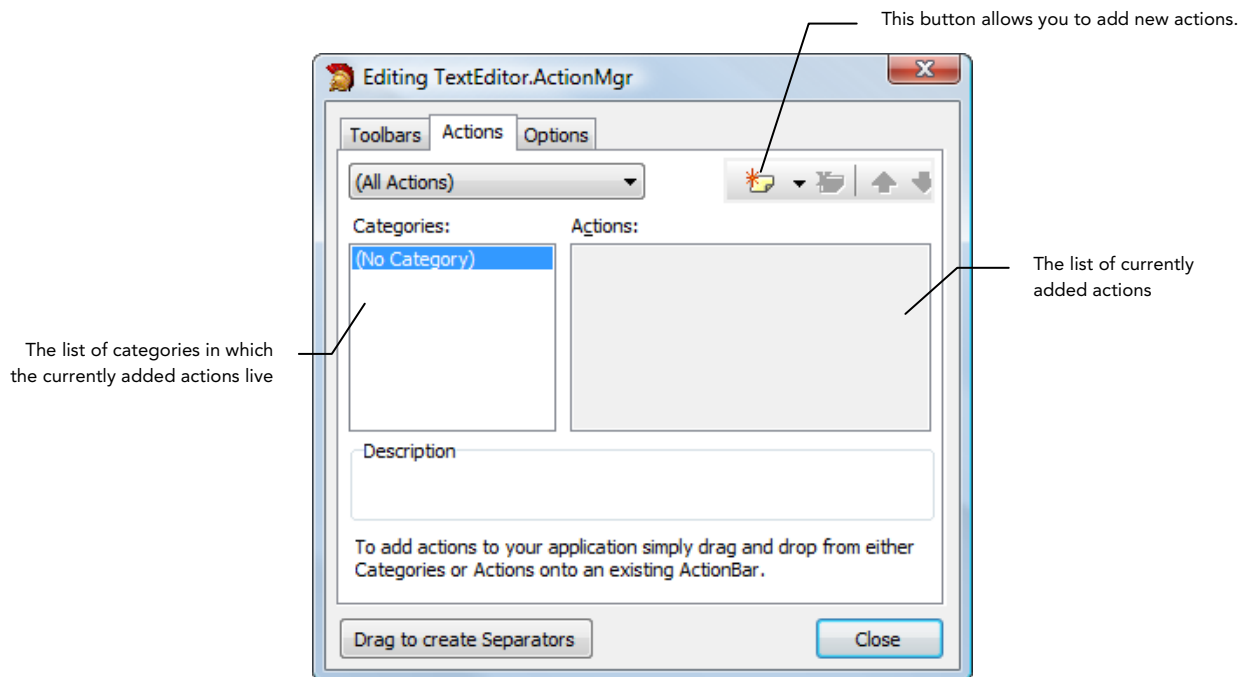 This button allows you to add new actions.
Editing TextEditor.ActionMgr
Toolbars Actions Options
(All Actions)
Categories: Actions:
(No Category)
The list of currently
added actions
The list of categories in which
the currently added actions live
Description
To add actions to your application simply drag and drop from either
Categories or Actions onto an existing ActionBar.
Drag to create Separators Close